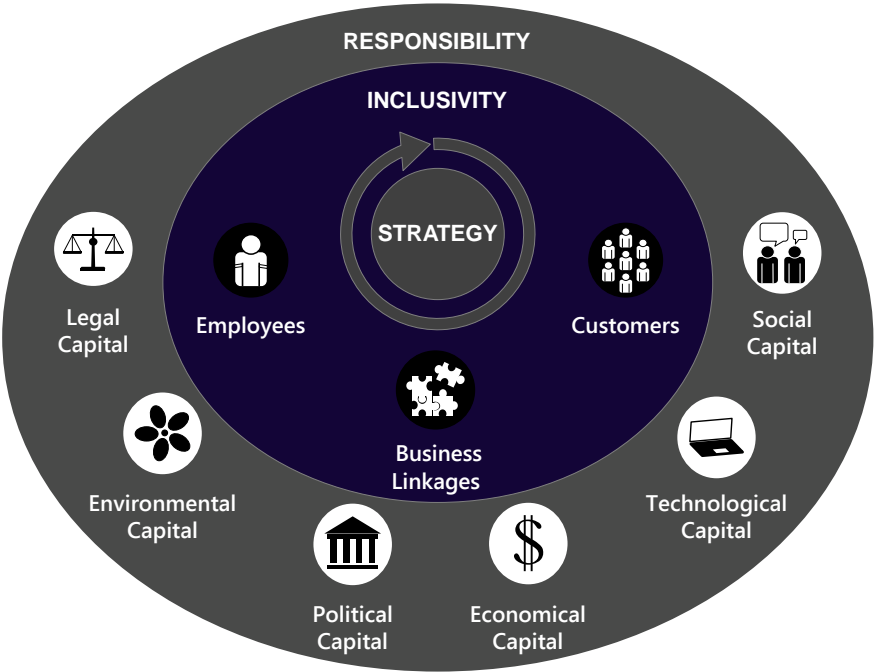 RESPONSIBILITY
INCLUSIVITY
STRATEGY
Employees
Customers
Business
Linkages
Legal
Capital
Social
Capital
Environmental
Capital
Technological
Capital
Political
Capital
Economical
Capital
$